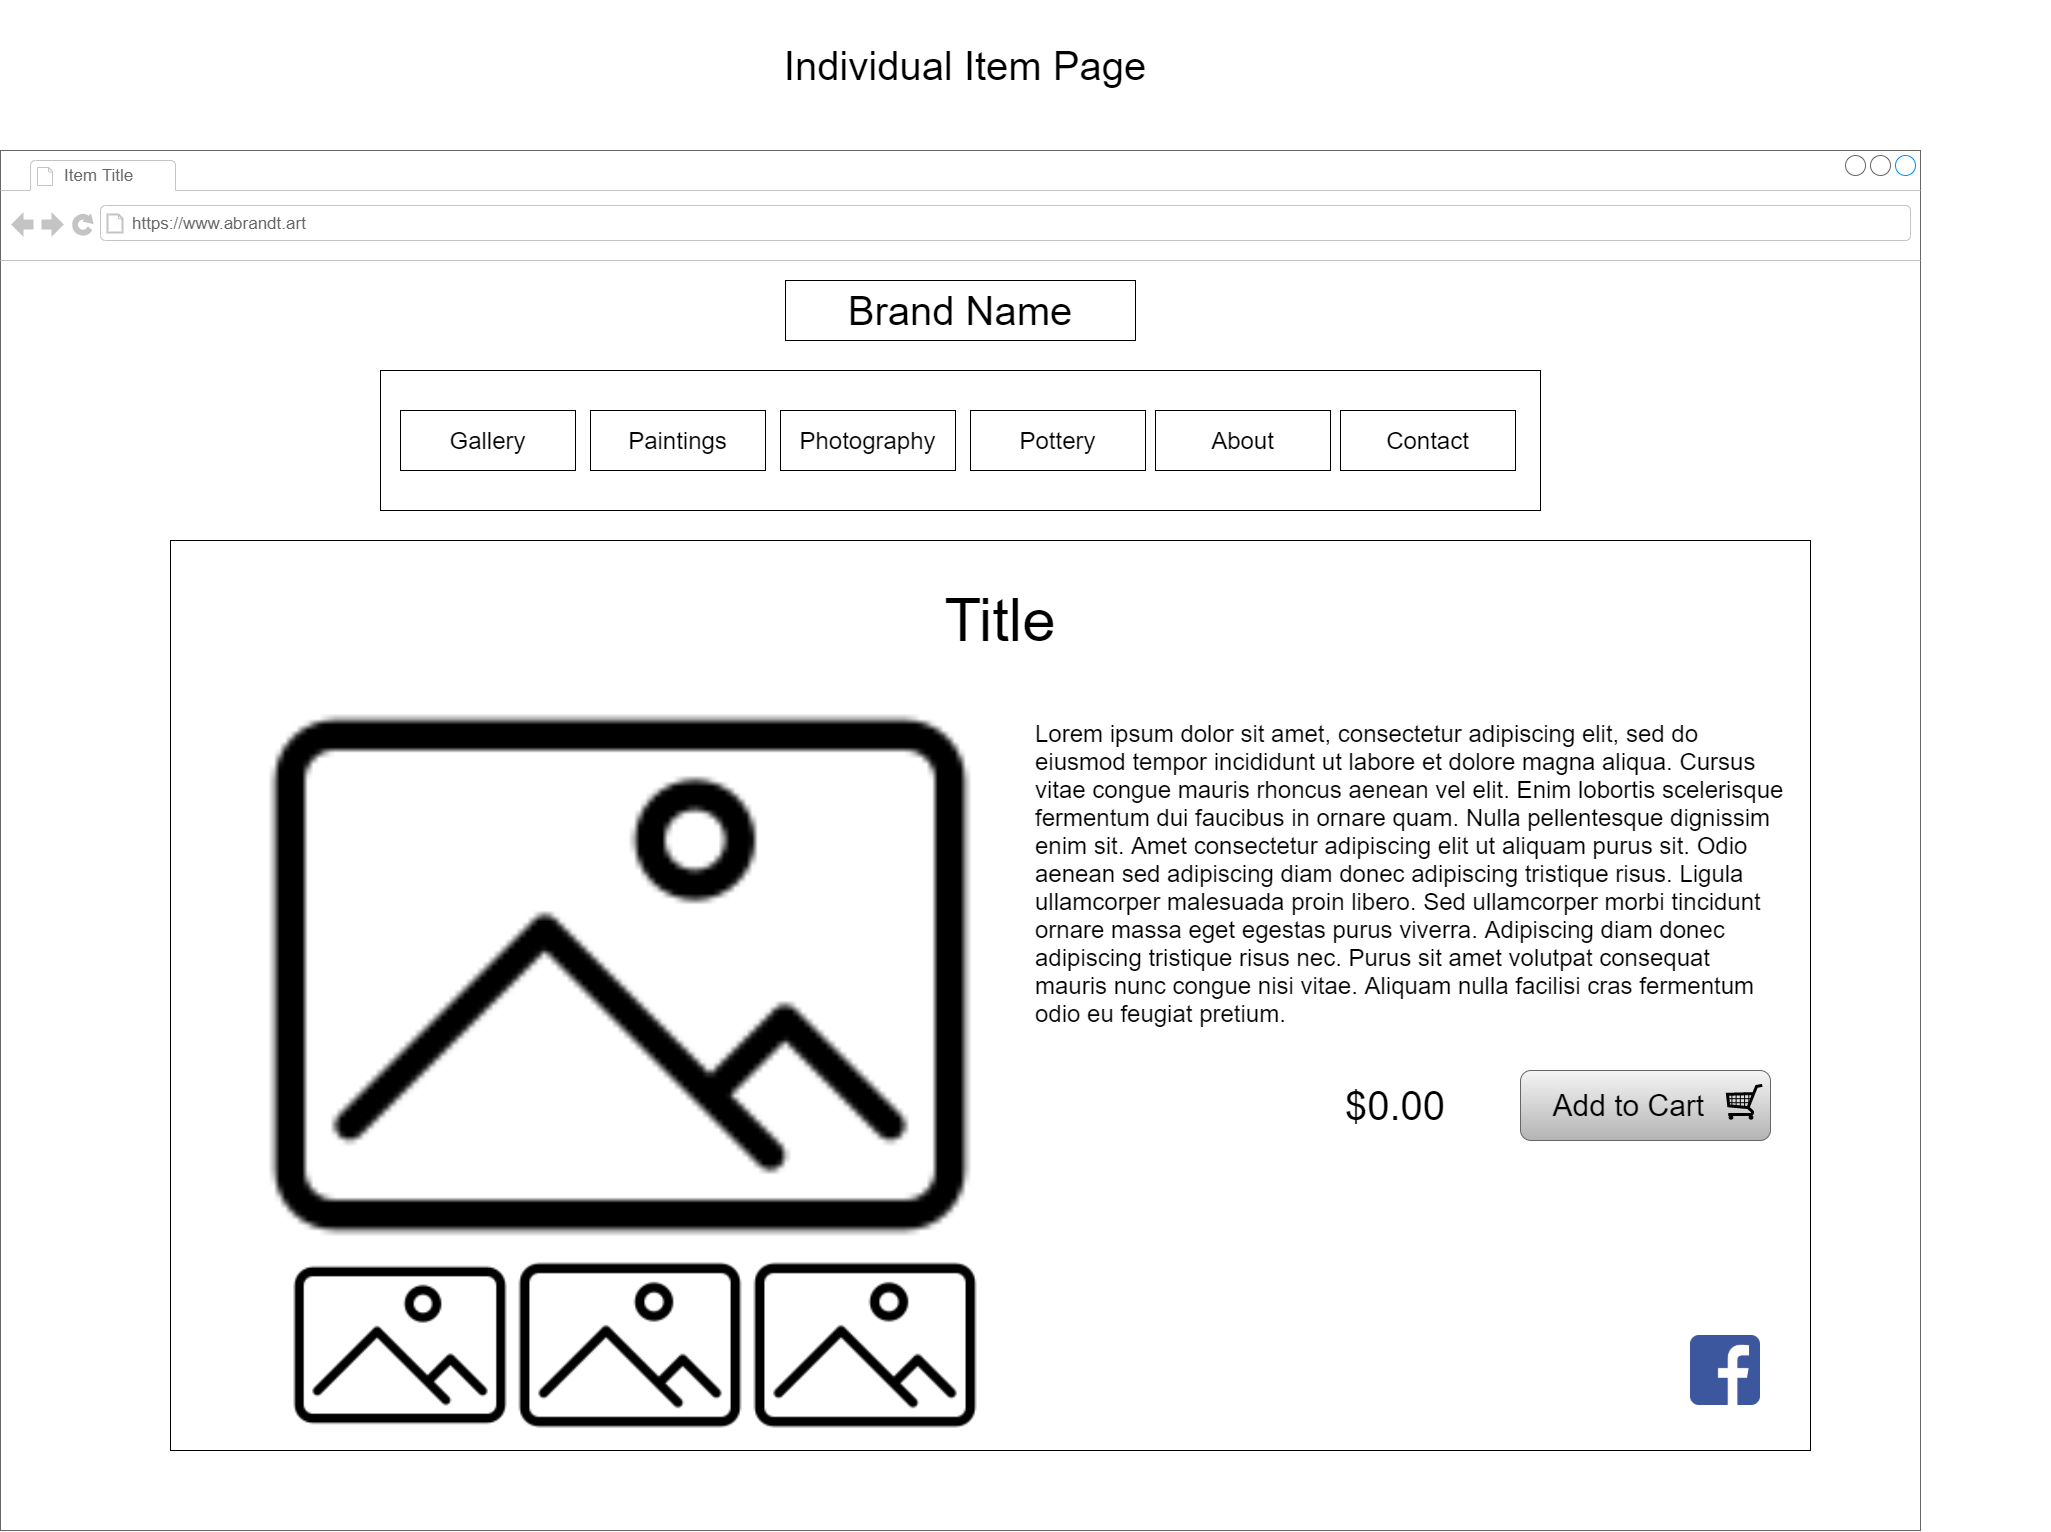 Individual Item Page
Item Title
https://www.abrandt.art
Brand Name
Gallery
Paintings
Photography
Pottery
About
Contact
Title
Lorem ipsum dolor sit amet, consectetur adipiscing elit, sed do
eiusmod tempor incididunt ut labore et dolore magna aliqua. Cursus
vitae congue mauris rhoncus aenean vel elit. Enim lobortis scelerisque
fermentum dui faucibus in ornare quam. Nulla pellentesque dignissim
enim sit. Amet consectetur adipiscing elit ut aliquam purus sit. Odio
aenean sed adipiscing diam donec adipiscing tristique risus. Ligula
ullamcorper malesuada proin libero. Sed ullamcorper morbi tincidunt
ornare massa eget egestas purus viverra. Adipiscing diam donec
adipiscing tristique risus nec. Purus sit amet volutpat consequat
mauris nunc congue nisi vitae. Aliquam nulla facilisi cras fermentum
odio eu feugiat pretium.
$0.00
Add to Cart